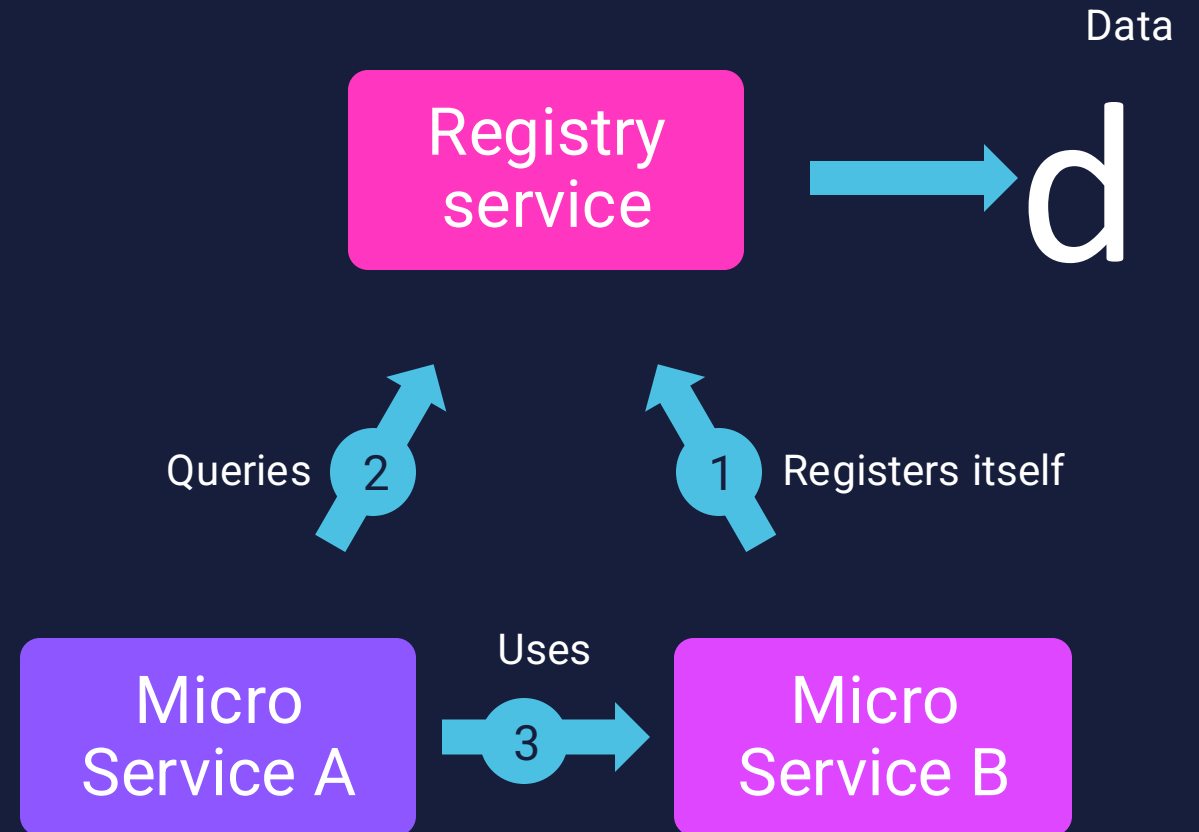 Data
Registry
service
d
Queries
2
1
Registers itself
Uses
Micro
Service A
3
Micro
Service B